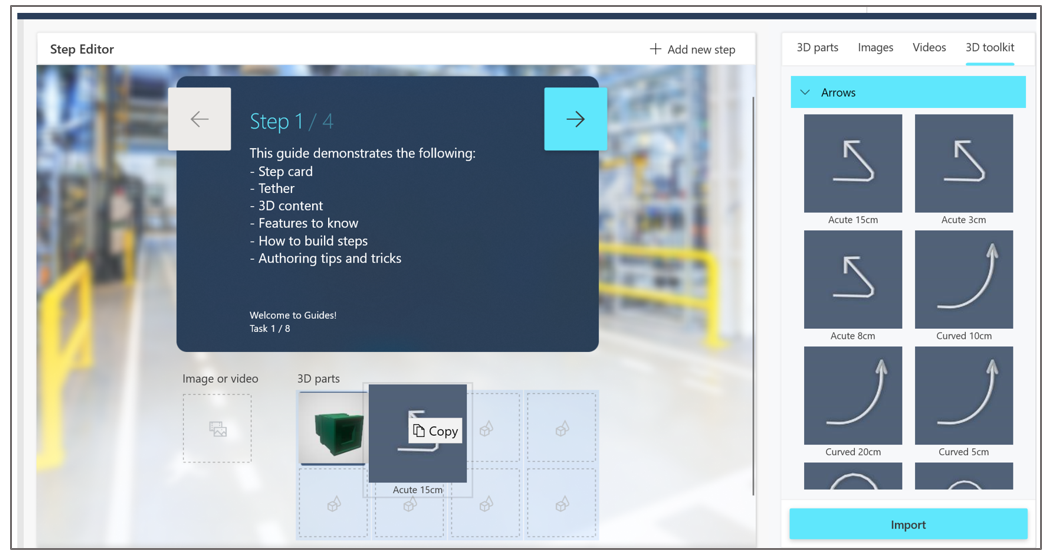 Step Editor
Add new step
Step 1 / 4
This guide demonstrates the following:
- Step card
- Tether
- 3D content
- Features to know
- How to build steps
- Authoring tips and tricks
Welcome to Guides!
Task 1 / 8
Image or video
3D parts
Copy
Acute 15cm
3D parts Images Videos 3D toolkit
Arrows
Acute 15cm Acute 3cm
Acute 8cm Curved 10cm
Curved 20cm Curved 5cm
Import